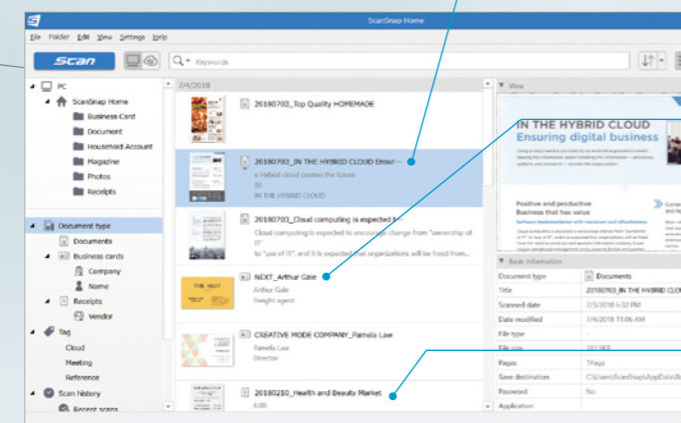 ScanSnap Home
File Folder Edit View Settings Help
Scan
Keywords
PC
ScanSnap Home
Business Card
Document
Household Account
Magazine
Photos
Receipts
Document type
Documents
Business cards
Company
Name
Receipts
Vendor
Tag
Cloud
Meeting
Reference
Scan history
Recent scans
7/4/2018
20180703_Top Quality HOMEMADE
20180703_IN THE HYBRID CLOUD Ensur···
a Hybrid cloud creates the future
IN THE HYBRID CLOUD
20180703_Cloud computing is expected t
Cloud computing is expected to encourage change from "ownership of
IT"
to "use of IT", and it is expected that organizations will be freed from...
NEXT_Arthur Gale
Arthur Gale
Freight agent
THE NEXT
CREATIVE MODE COMPANY_Pamela Law
Pamela Law
Director
20180210_Health and Beauty Market
8.00
View
IN THE HYBRID CLOUD
Ensuring digital business
Positive and productive
Business that has value
Basic information
Document type Documents
Title 20180703_IN THE HYBRID CLO
Scanned date 7/5/2018 6:32 PM
Date modified 7/4/2018 11:06 AM
File type -
File size
Pages 1Page
Save destination C:\Users\ScanSnap\AppData\
Password No
Application